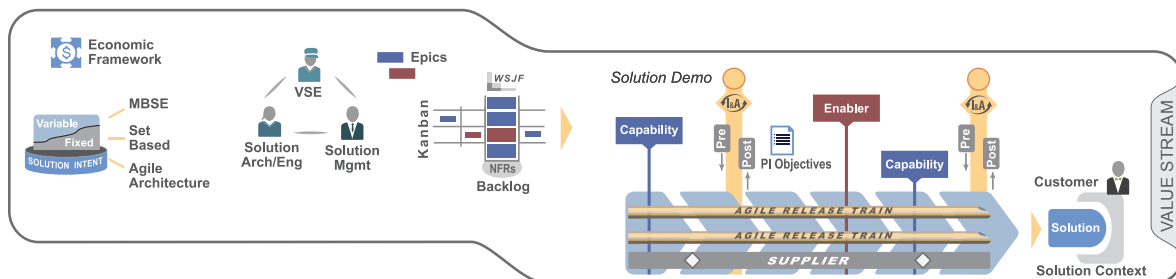 Economic
Framework
$
MBSE
Variable
Fixed
Set
Based
SOLUTION INTENT
Agile
Architecture
VSE
Solution
Arch/Eng
Solution
Mgmt
Epics
WSJF
Kanban
NFRs
Backlog
Solution Demo
I&A
I&A
Capability
Enabler
Capability
Pre
Post
PI Objectives
Pre
Post
AGILE RELEASE TRAIN
AGILE RELEASE TRAIN
SUPPLIER
Customer
Solution
Solution Context
VALUE STREAM